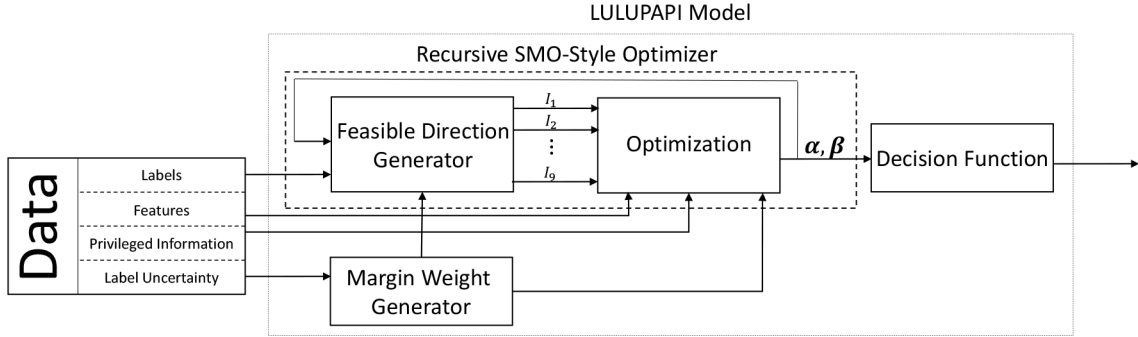 LULUPAPI Model
Recursive SMO-Style Optimizer
Feasible Direction
Generator
I₁
I₂
⋮
I₉
Optimization
α, β
Decision Function
Data
Labels
Features
Privileged Information
Label Uncertainty
Margin Weight
Generator